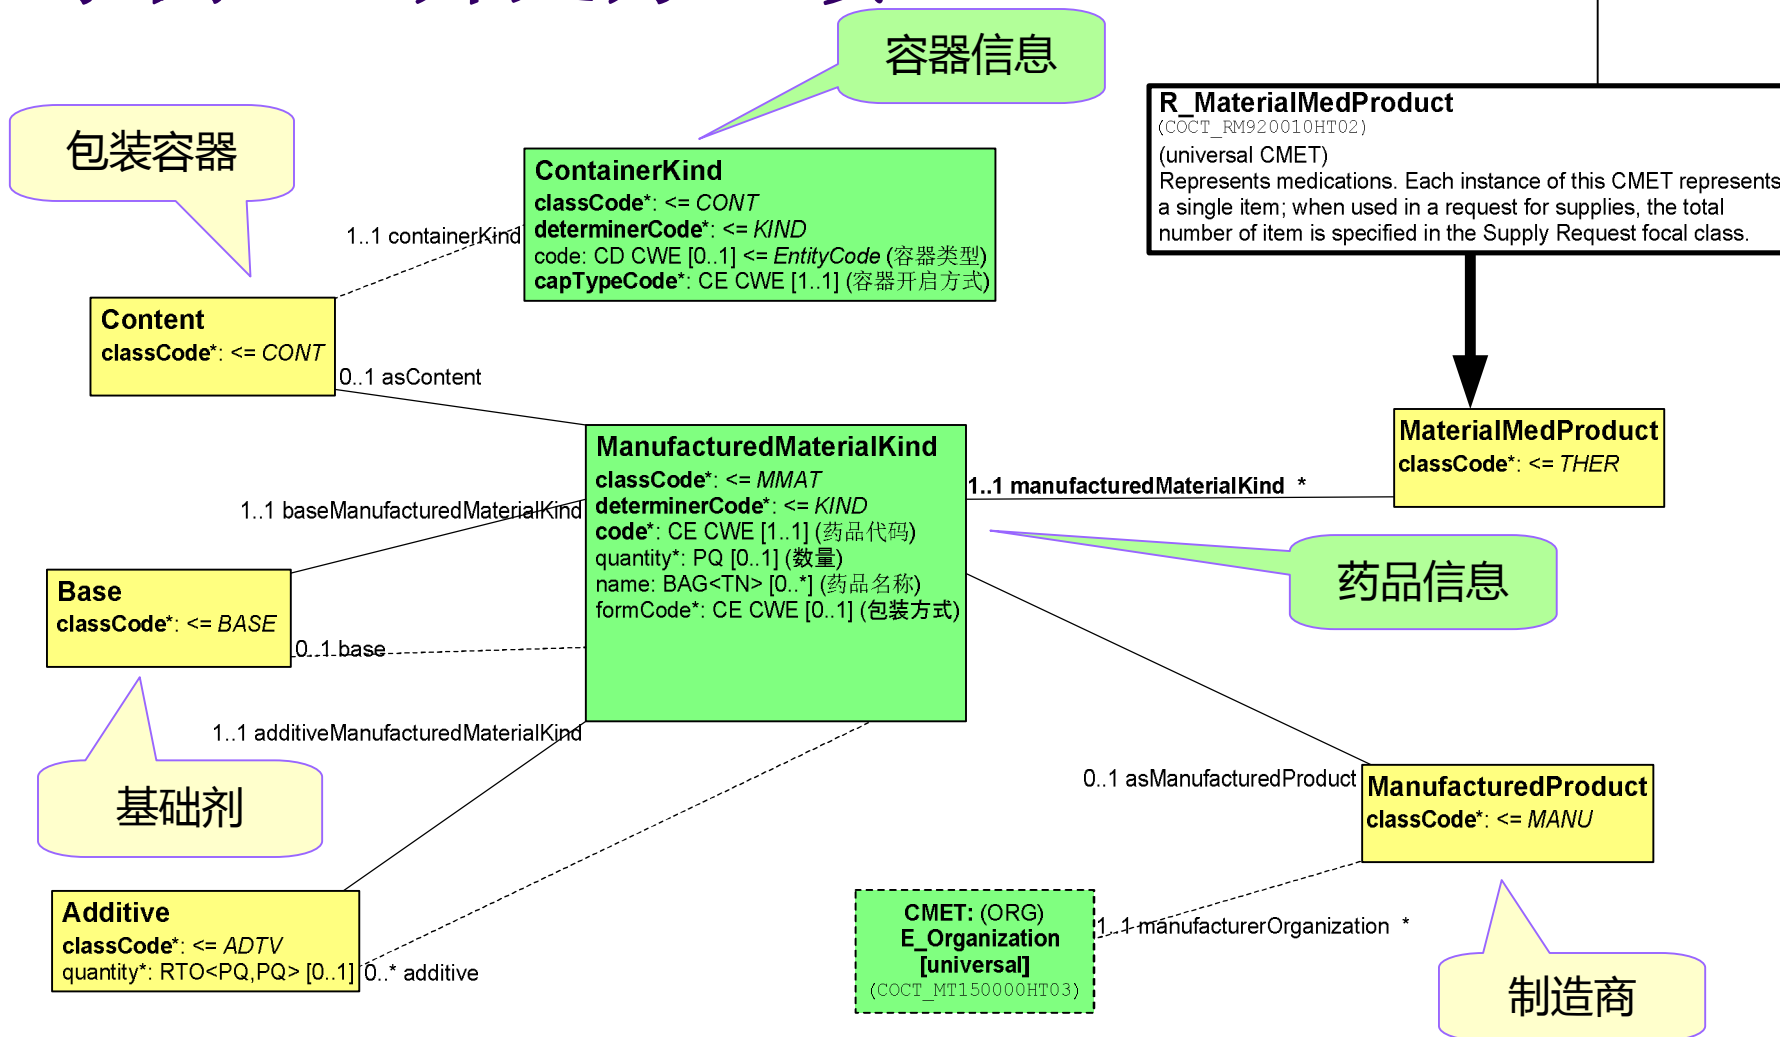 容器信息
包装容器
R_MaterialMedProduct
(COCT_RM920010HT02)
(universal CMET)
Represents medications. Each instance of this CMET represents
a single item; when used in a request for supplies, the total
number of item is specified in the Supply Request focal class.
ContainerKind
classCode*: <= CONT
determinerCode*: <= KIND
code: CD CWE [0..1] <= EntityCode (容器类型)
capTypeCode*: CE CWE [1..1] (容器开启方式)
1..1 containerKind
Content
classCode*: <= CONT
0..1 asContent
ManufacturedMaterialKind
classCode*: <= MMAT
determinerCode*: <= KIND
code*: CE CWE [1..1] (药品代码)
quantity*: PQ [0..1] (数量)
name: BAG<TN> [0..*] (药品名称)
formCode*: CE CWE [0..1] (包装方式)
MaterialMedProduct
classCode*: <= THER
1..1 manufacturedMaterialKind *
1..1 baseManufacturedMaterialKind
药品信息
Base
classCode*: <= BASE
0..1 base
1..1 additiveManufacturedMaterialKind
基础剂
0..1 asManufacturedProduct
ManufacturedProduct
classCode*: <= MANU
Additive
classCode*: <= ADTV
quantity*: RTO<PQ,PQ> [0..1]
0..* additive
CMET: (ORG)
E_Organization
[universal]
(COCT_MT150000HT03)
1..1 manufacturerOrganization *
制造商